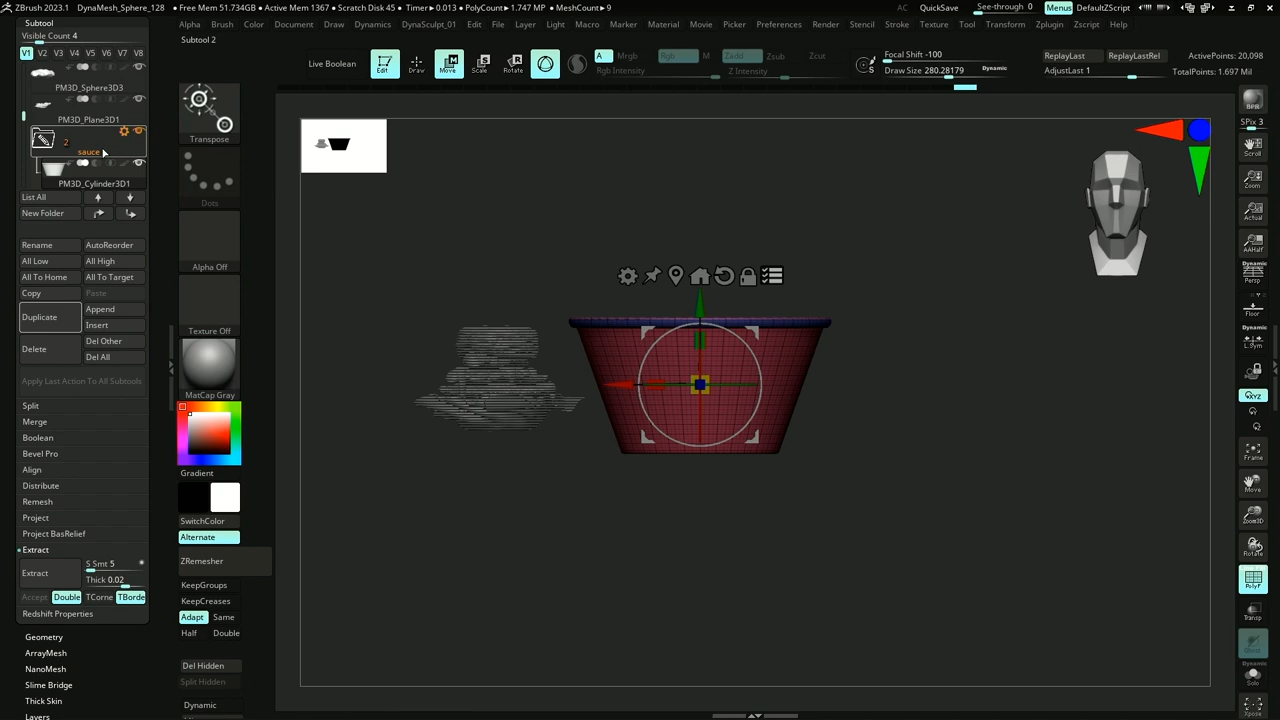 ZBrush 2023.1
DynaMesh_Sphere_128
• Free Mem 51.734GB • Active Mem 1367 • Scratch Disk 45 • Timer▸0.013 • PolyCount▸1.747 MP • MeshCount▸9
AC
QuickSave
See-through 0
Menus
DefaultZScript
Alpha
Brush
Color
Document
Draw
Dynamics
DynaSculpt_01
Edit
File
Layer
Light
Macro
Marker
Material
Movie
Picker
Preferences
Render
Stencil
Stroke
Texture
Tool
Transform
Zplugin
Zscript
Help
Subtool
Visible Count 4
V1 V2 V3 V4 V5 V6 V7 V8
PM3D_Sphere3D3
PM3D_Plane3D1
2
sauce
PM3D_Cylinder3D1
List All
New Folder
Rename
AutoReorder
All Low
All High
All To Home
All To Target
Copy
Paste
Duplicate
Append
Insert
Delete
Del Other
Del All
Apply Last Action To All Subtools
Split
Merge
Boolean
Bevel Pro
Align
Distribute
Remesh
Project
Project BasRelief
Extract
Extract
S Smt 5
Thick 0.02
Accept
Double
TCorne
TBorde
Redshift Properties
Geometry
ArrayMesh
NanoMesh
Slime Bridge
Thick Skin
Layers
Subtool 2
Live Boolean
Edit
Draw
Move
Scale
Rotate
A
Mrgb
Rgb
M
Rgb Intensity
Zadd
Zsub
Zcut
Z Intensity
S
Focal Shift -100
Draw Size 280.28179
Dynamic
ReplayLast
ReplayLastRel
AdjustLast 1
ActivePoints: 20,098
TotalPoints: 1.697 Mil
Transpose
Dots
Alpha Off
Texture Off
MatCap Gray
Gradient
SwitchColor
Alternate
ZRemesher
KeepGroups
KeepCreases
Adapt
Same
Half
Double
Del Hidden
Split Hidden
Dynamic
BPR
SPix 3
Scroll
Zoom
Actual
AAHalf
Dynamic
Persp
Floor
Dynamic
L.Sym
Qxyz
Frame
Move
Zoom3D
Rotate
PolyF
Transp
Ghost
Dynamic
Solo
Xpose